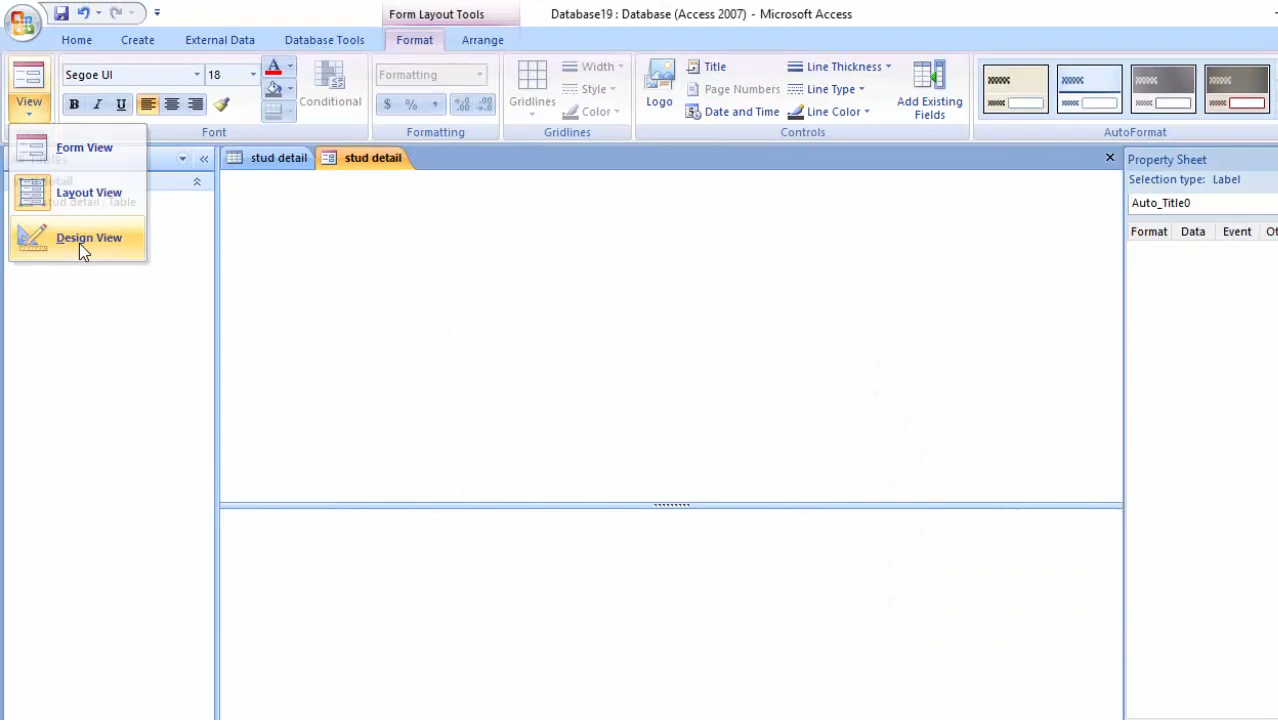 Form Layout Tools
Database19 : Database (Access 2007) - Microsoft Access
Home Create External Data Database Tools Format Arrange
View
Segoe UI 18
B I U
Font
Conditional
Formatting
$ % ,
Formatting
Gridlines
Width
Style
Color
Gridlines
Logo
Title
Page Numbers
Date and Time
Line Thickness
Line Type
Line Color
Add Existing
Fields
Controls
AutoFormat
Form View
Layout View
stud detail : Table
Design View
stud detail
stud detail
Property Sheet
Selection type: Label
Auto_Title0
Format Data Event